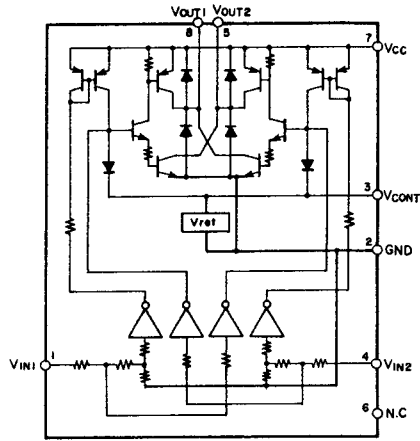 VOUT1 VOUT2
8 5
7 VCC
3 VCONT
Vref
2 GND
VIN1 1
4 VIN2
6 N.C